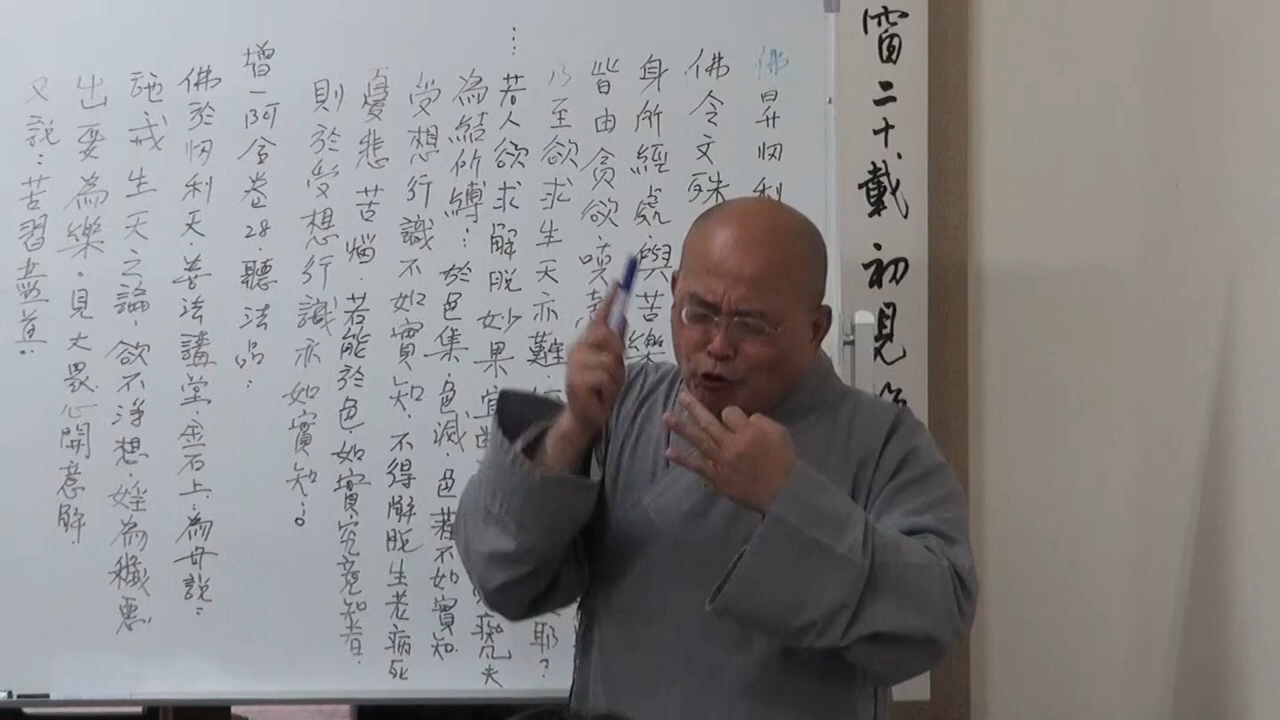 窗二十載初見
佛昇忉利
佛令文殊
身所經處．與苦樂
皆由貪欲．嗔恚
乃至欲求生天亦難
耶？
若人欲求解脫妙果宜
凡夫
為結所縛：於色集．色滅．色若不如實知．
受想行識不如實知．不得解脫生老病死
憂悲苦惱．若能於色．如實究竟知者．
則於受想行識亦如實知。
增一阿含卷28．聽法品：
佛於忉利天．善法講堂．金石上．為母說：
施．戒．生天之論．欲不淨想．婬為穢惡
出要為樂．見大眾心開意解．
又說：苦習盡道．